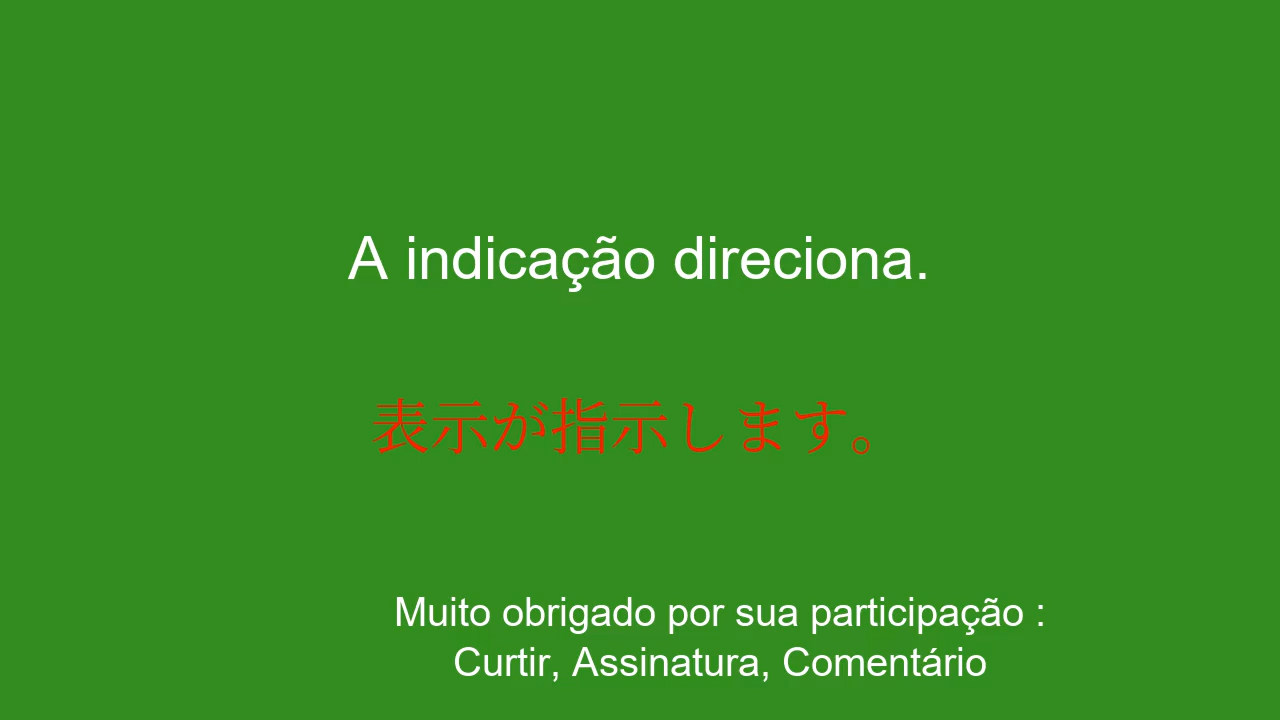 A indicação direciona.
表示が指示します。
Muito obrigado por sua participação :
Curtir, Assinatura, Comentário